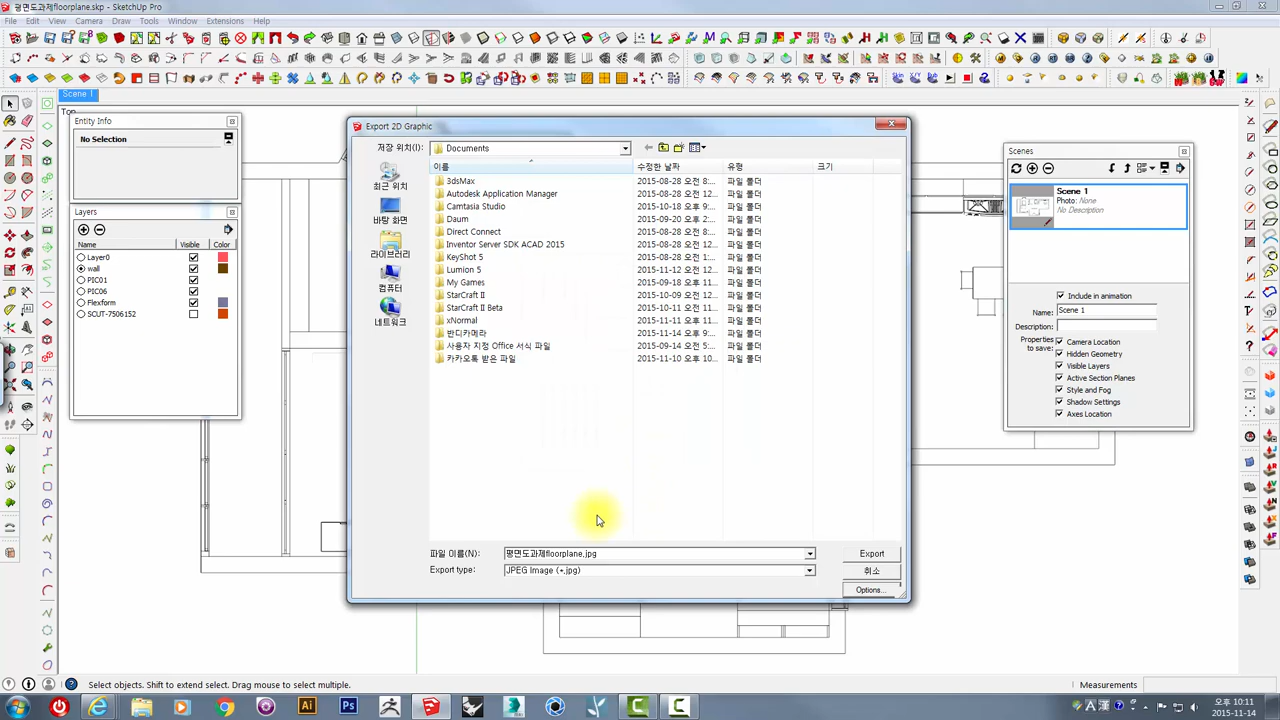 평면도과제floorplane.skp - SketchUp Pro
File Edit View Camera Draw Tools Window Extensions Help
Scene 1
Top
Entity Info
No Selection
Layers
Name Visible Color
Layer0
wall
PIC01
PIC06
Flexform
SCUT-7506152
Export 2D Graphic
저장 위치(I): Documents
이름 수정한 날짜 유형 크기
최근 위치
바탕 화면
라이브러리
컴퓨터
네트워크
3dsMax 2015-08-28 오전 8:... 파일 폴더
Autodesk Application Manager 2015-08-28 오전 12... 파일 폴더
Camtasia Studio 2015-10-18 오후 9:... 파일 폴더
Daum 2015-09-20 오후 2:... 파일 폴더
Direct Connect 2015-08-28 오전 8:... 파일 폴더
Inventor Server SDK ACAD 2015 2015-08-28 오전 12... 파일 폴더
KeyShot 5 2015-08-28 오전 1:... 파일 폴더
Lumion 5 2015-11-12 오전 12... 파일 폴더
My Games 2015-09-18 오전 11... 파일 폴더
StarCraft II 2015-10-09 오전 12... 파일 폴더
StarCraft II Beta 2015-10-11 오전 0... 파일 폴더
xNormal 2015-11-11 오후 11... 파일 폴더
반디카메라 2015-11-14 오후 9:... 파일 폴더
사용자 지정 Office 서식 파일 2015-09-14 오전 5:... 파일 폴더
카카오톡 받은 파일 2015-11-10 오후 10... 파일 폴더
파일 이름(N): 평면도과제floorplane.jpg Export
Export type: JPEG Image (*.jpg) 취소
Options...
Scenes
Scene 1
Photo: None
No Description
Include in animation
Name: Scene 1
Description:
Properties to save:
Camera Location
Hidden Geometry
Visible Layers
Active Section Planes
Style and Fog
Shadow Settings
Axes Location
Select objects. Shift to extend select. Drag mouse to select multiple.
Measurements
오후 10:11
2015-11-14